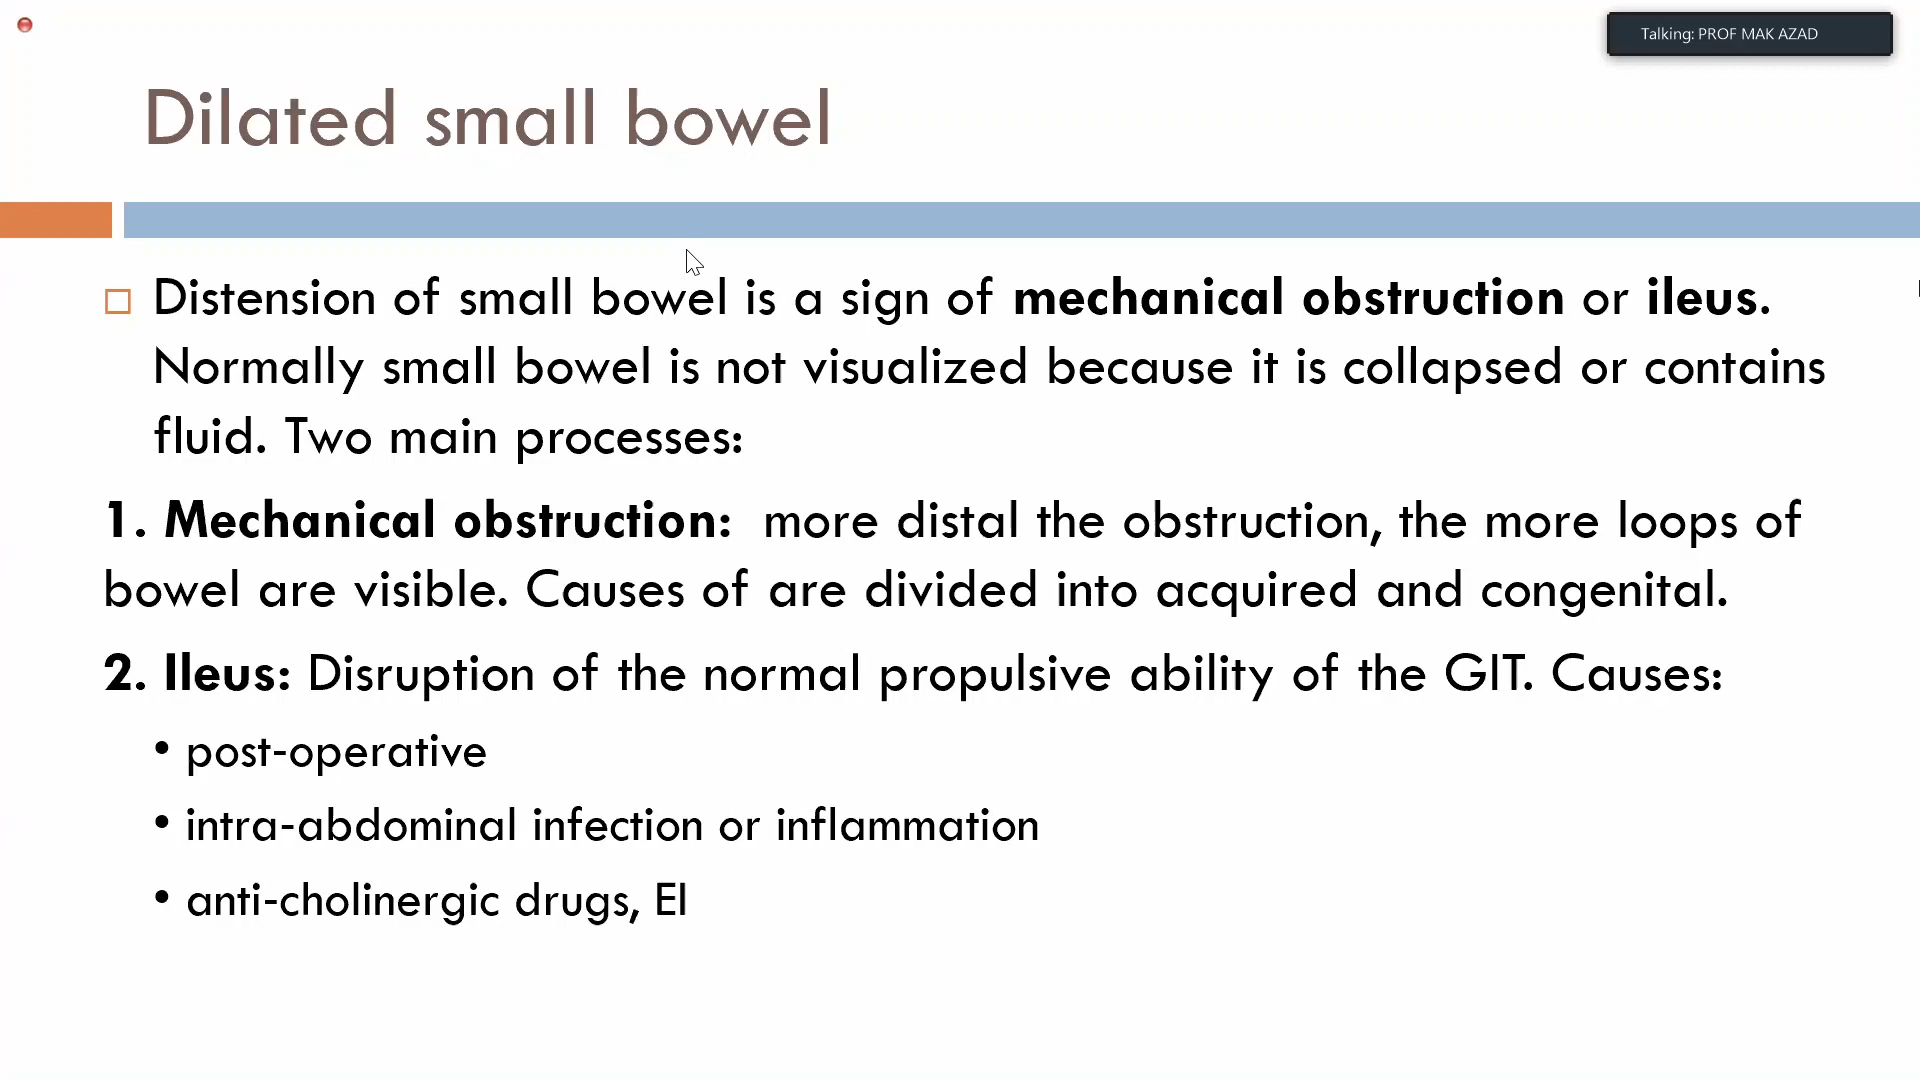 Talking: PROF MAK AZAD
Dilated small bowel
Distension of small bowel is a sign of mechanical obstruction or ileus.
Normally small bowel is not visualized because it is collapsed or contains
fluid. Two main processes:
1. Mechanical obstruction: more distal the obstruction, the more loops of
bowel are visible. Causes of are divided into acquired and congenital.
2. Ileus: Disruption of the normal propulsive ability of the GIT. Causes:
• post-operative
• intra-abdominal infection or inflammation
• anti-cholinergic drugs, EI